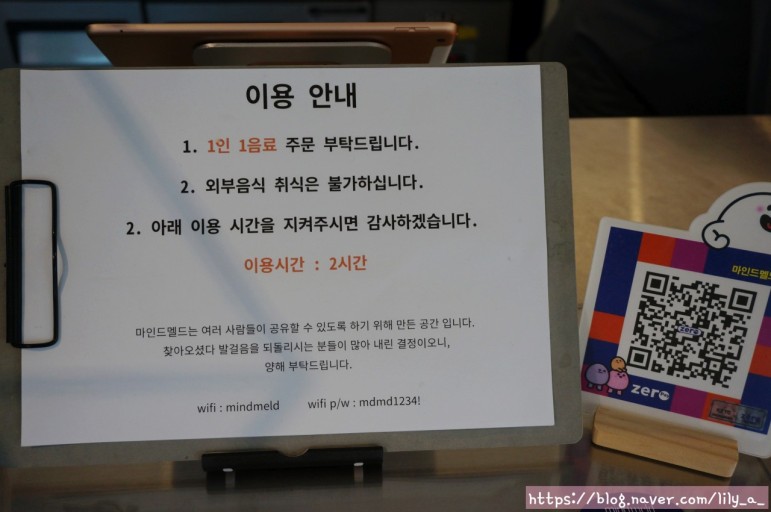 이용 안내
1. 1인 1음료 주문 부탁드립니다.
2. 외부음식 취식은 불가하십니다.
2. 아래 이용 시간을 지켜주시면 감사하겠습니다.
이용시간 : 2시간
마인드멜드는 여러 사람들이 공유할 수 있도록 하기 위해 만든 공간 입니다.
찾아오셨다 발걸음을 되돌리시는 분들이 많아 내린 결정이오니,
양해 부탁드립니다.
wifi : mindmeld wifi p/w : mdmd1234!
마인드멜드
zero
zero
https://blog.naver.com/lily_a_